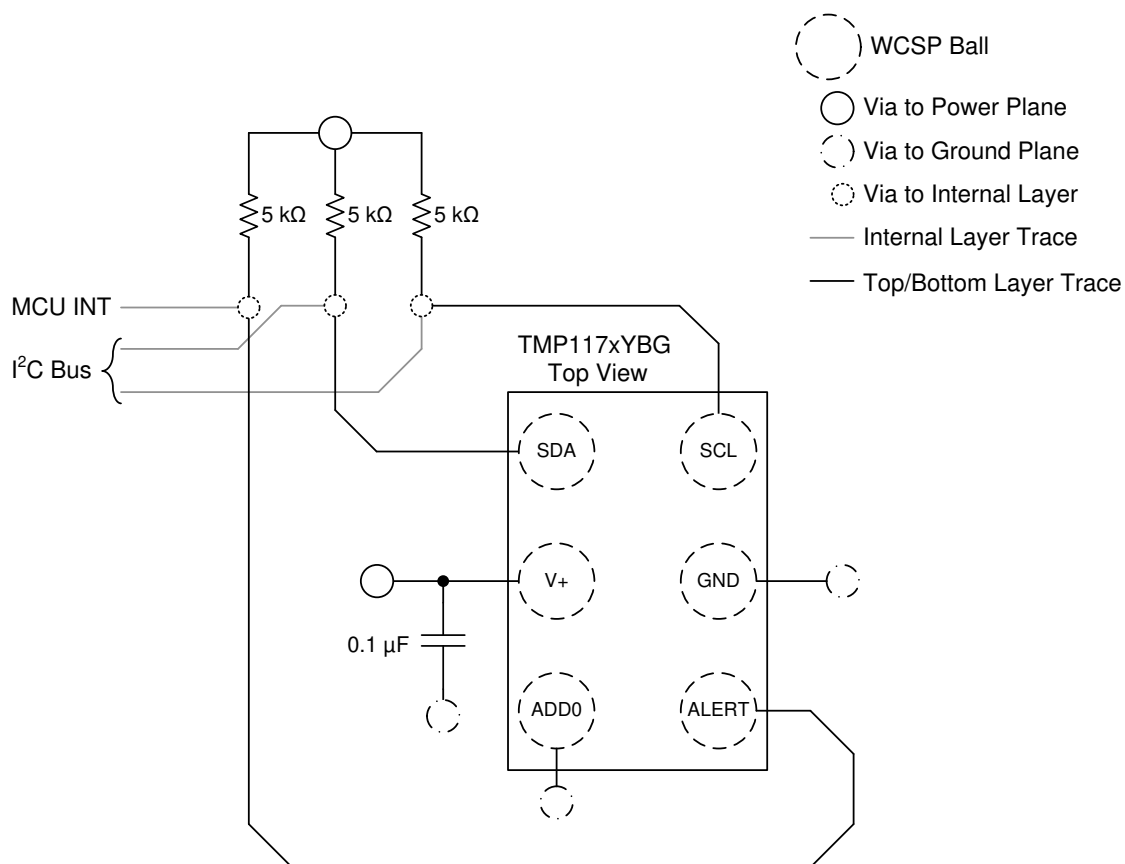 WCSP Ball
Via to Power Plane
Via to Ground Plane
Via to Internal Layer
Internal Layer Trace
Top/Bottom Layer Trace
5 kΩ 5 kΩ 5 kΩ
MCU INT
I²C Bus
TMP117xYBG
Top View
SDA SCL
V+ GND
0.1 µF
ADD0 ALERT